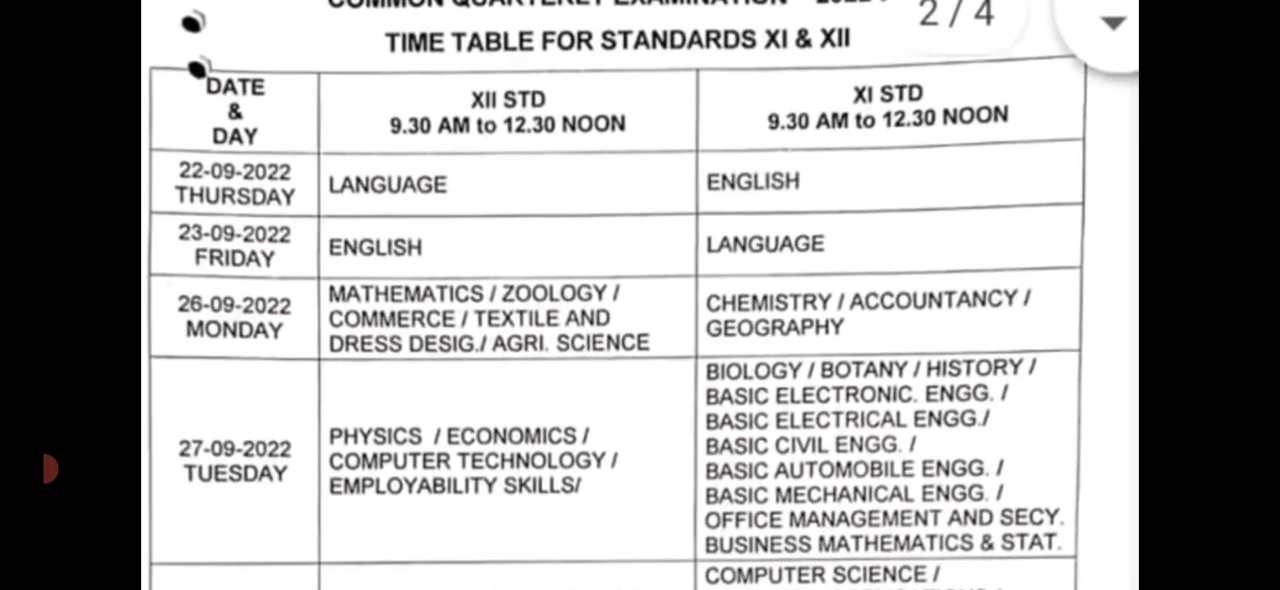 COMMON QUARTERLY EXAMINATION
2 / 4
TIME TABLE FOR STANDARDS XI & XII
DATE
&
DAY
XII STD
9.30 AM to 12.30 NOON
XI STD
9.30 AM to 12.30 NOON
22-09-2022
THURSDAY
LANGUAGE
ENGLISH
23-09-2022
FRIDAY
ENGLISH
LANGUAGE
26-09-2022
MONDAY
MATHEMATICS / ZOOLOGY /
COMMERCE / TEXTILE AND
DRESS DESIG./ AGRI. SCIENCE
CHEMISTRY / ACCOUNTANCY /
GEOGRAPHY
27-09-2022
TUESDAY
PHYSICS / ECONOMICS /
COMPUTER TECHNOLOGY /
EMPLOYABILITY SKILLS/
BIOLOGY / BOTANY / HISTORY /
BASIC ELECTRONIC. ENGG. /
BASIC ELECTRICAL ENGG./
BASIC CIVIL ENGG. /
BASIC AUTOMOBILE ENGG. /
BASIC MECHANICAL ENGG. /
OFFICE MANAGEMENT AND SECY.
BUSINESS MATHEMATICS & STAT.
COMPUTER SCIENCE /